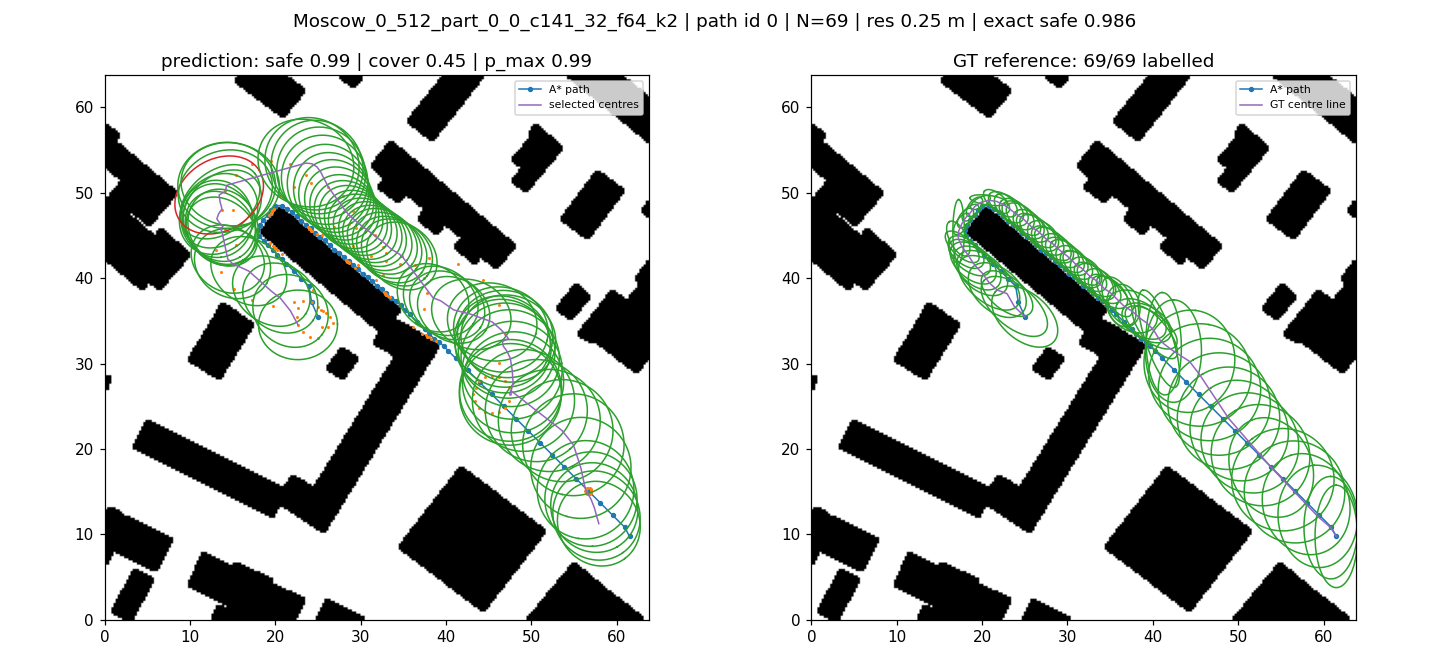 Moscow_0_512_part_0_0_c141_32_f64_k2 | path id 0 | N=69 | res 0.25 m | exact safe 0.986
prediction: safe 0.99 | cover 0.45 | p_max 0.99
A* path
selected centres
60
50
40
30
20
10
0
0 10 20 30 40 50 60
GT reference: 69/69 labelled
A* path
GT centre line
60
50
40
30
20
10
0
0 10 20 30 40 50 60